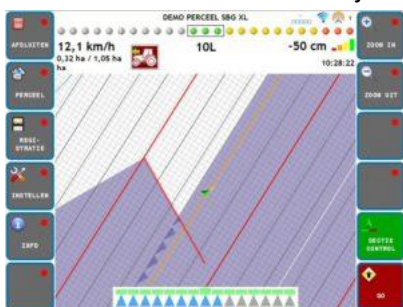 DEMO PERCEEL SBG XL
AFSLUITEN
12,1 km/h
0,32 ha / 1,05 ha
ha
10L
-50 cm
10:28:22
ZOOM IN
PERCEEL
ZOOM UIT
REGI-
STRATIE
INSTELLEN
INFO
SECTIE
CONTROL
GO